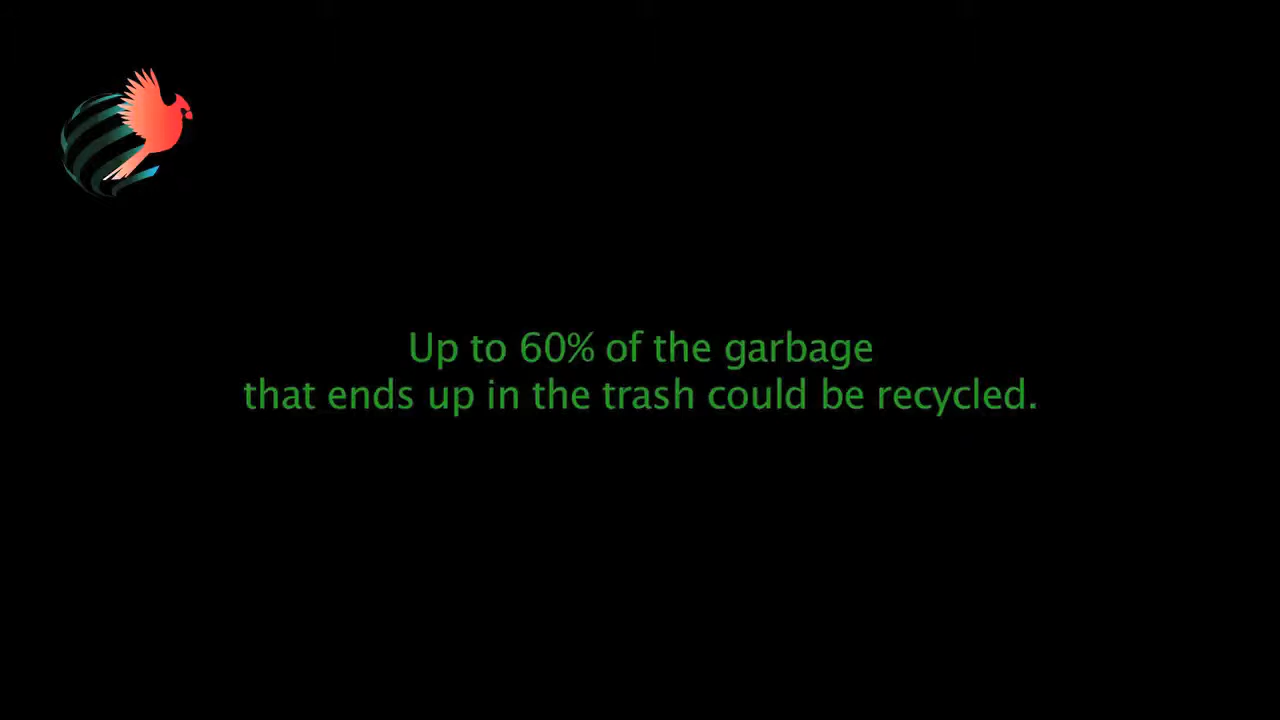 Up to 60% of the garbage
that ends up in the trash could be recycled.